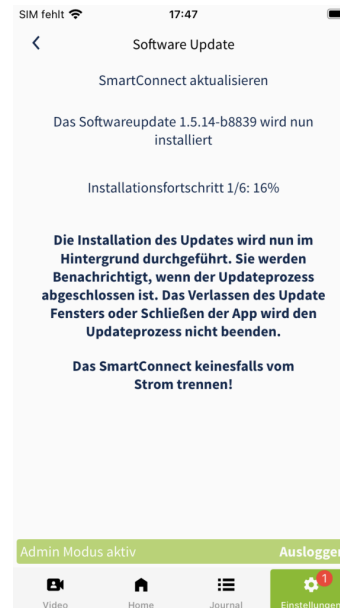 SIM fehlt 17:47
Software Update
SmartConnect aktualisieren
Das Softwareupdate 1.5.14-b8839 wird nun
installiert
Installationsfortschritt 1/6: 16%
Die Installation des Updates wird nun im
Hintergrund durchgeführt. Sie werden
Benachrichtigt, wenn der Updateprozess
abgeschlossen ist. Das Verlassen des Update
Fensters oder Schließen der App wird den
Updateprozess nicht beenden.
Das SmartConnect keinesfalls vom
Strom trennen!
Admin Modus aktiv Ausloggen
1
Video Home Journal Einstellungen